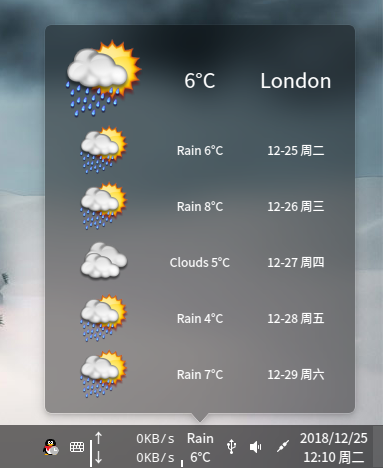 6°C London
Rain 6°C 12-25 周二
Rain 8°C 12-26 周三
Clouds 5°C 12-27 周四
Rain 4°C 12-28 周五
Rain 7°C 12-29 周六
↑ 0KB/s Rain 2018/12/25
↓ 0KB/s 6°C 12:10 周二